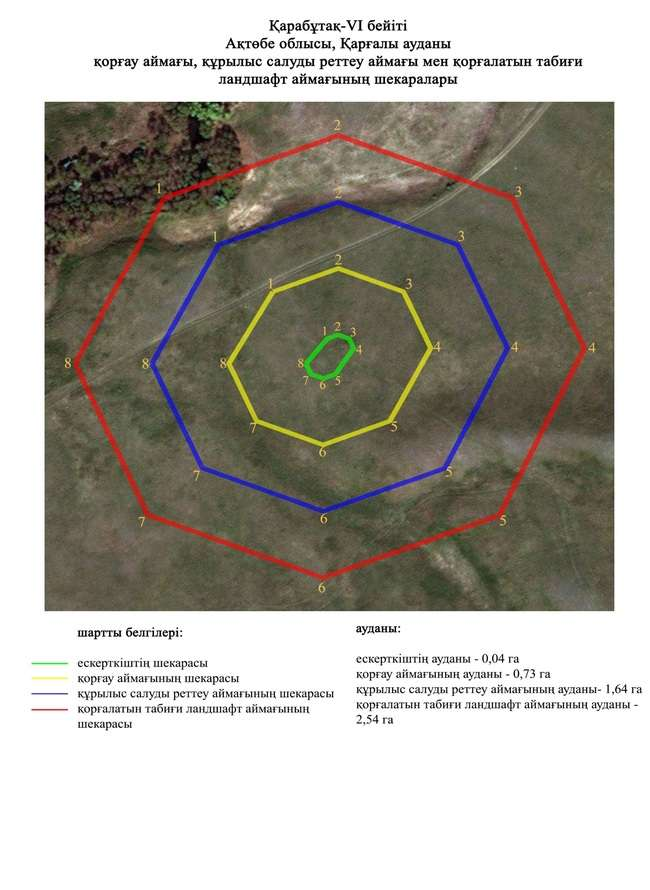 Қарабұтақ-VI бейіті
Ақтөбе облысы, Қарғалы ауданы
қорғау аймағы, құрылыс салуды реттеу аймағы мен қорғалатын табиғи
ландшафт аймағының шекаралары
2
1
3
2
1
3
2
1
3
1
2
3
4
4
4
4
8
8
8
8
7
6
5
7
5
6
7
5
6
7
5
6
шартты белгілері:
ескерткіштің шекарасы
қорғау аймағының шекарасы
құрылыс салуды реттеу аймағының шекарасы
қорғалатын табиғи ландшафт аймағының
шекарасы
ауданы:
ескерткіштің ауданы - 0,04 га
қорғау аймағының ауданы - 0,73 га
құрылыс салуды реттеу аймағының ауданы- 1,64 га
қорғалатын табиғи ландшафт аймағының ауданы -
2,54 га